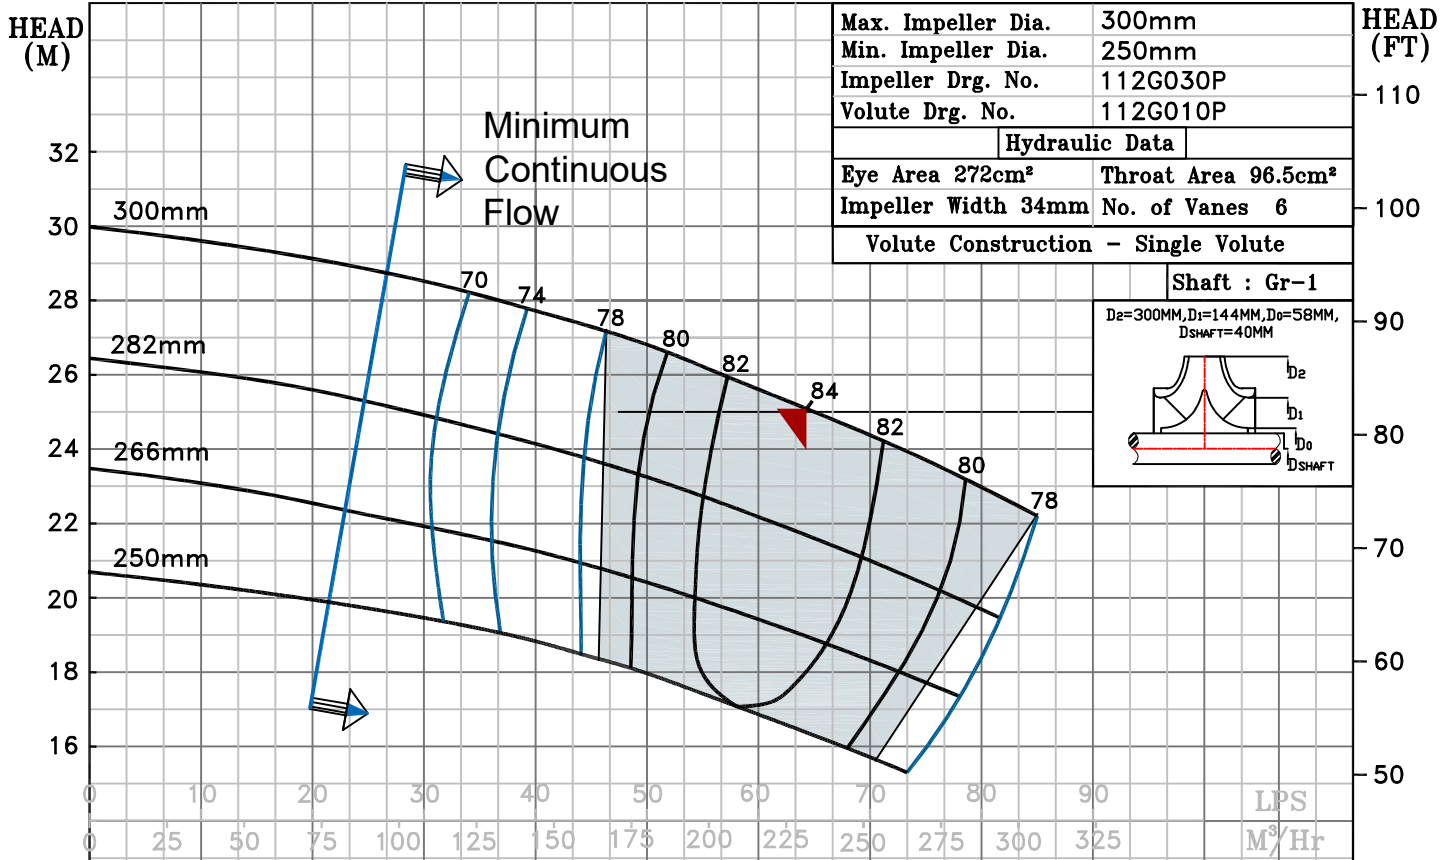 HEAD
(M)
HEAD
(FT)
Max. Impeller Dia. 300mm
Min. Impeller Dia. 250mm
Impeller Drg. No. 112G030P
Volute Drg. No. 112G010P
Hydraulic Data
Eye Area 272cm² Throat Area 96.5cm²
Impeller Width 34mm No. of Vanes 6
Volute Construction - Single Volute
Shaft : Gr-1
D2=300MM,D1=144MM,D0=58MM,
DSHAFT=40MM
D2
D1
D0
DSHAFT
Minimum
Continuous
Flow
300mm
282mm
266mm
250mm
70
74
78
80
82
84
82
80
78
32
30
28
26
24
22
20
18
16
110
100
90
80
70
60
50
0 10 20 30 40 50 60 70 80 90 LPS
0 25 50 75 100 125 150 175 200 225 250 275 300 325 M³/Hr